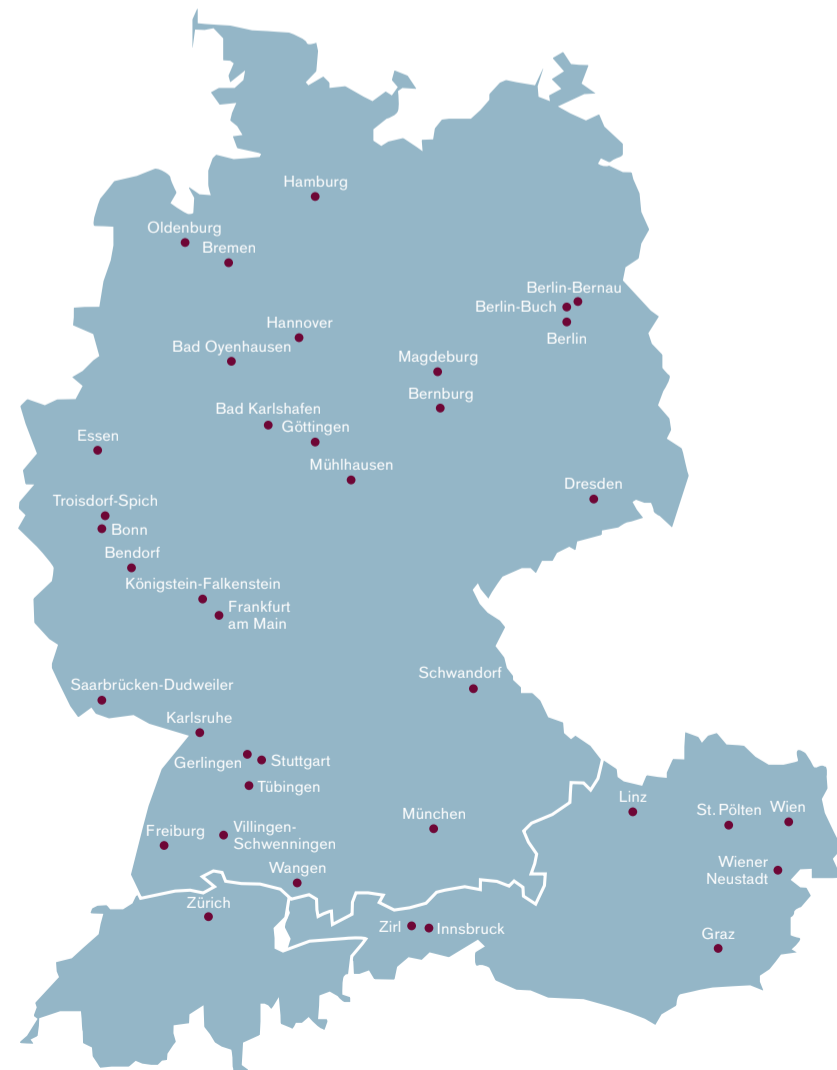 Hamburg
Oldenburg
Bremen
Berlin-Bernau
Berlin-Buch
Berlin
Hannover
Bad Oyenhausen
Magdeburg
Bernburg
Bad Karlshafen
Göttingen
Essen
Mühlhausen
Dresden
Troisdorf-Spich
Bonn
Bendorf
Königstein-Falkenstein
Frankfurt
am Main
Schwandorf
Saarbrücken-Dudweiler
Karlsruhe
Gerlingen
Stuttgart
Tübingen
Linz
St. Pölten
Wien
München
Freiburg
Villingen-
Schwenningen
Wangen
Wiener
Neustadt
Zürich
Zirl
Innsbruck
Graz